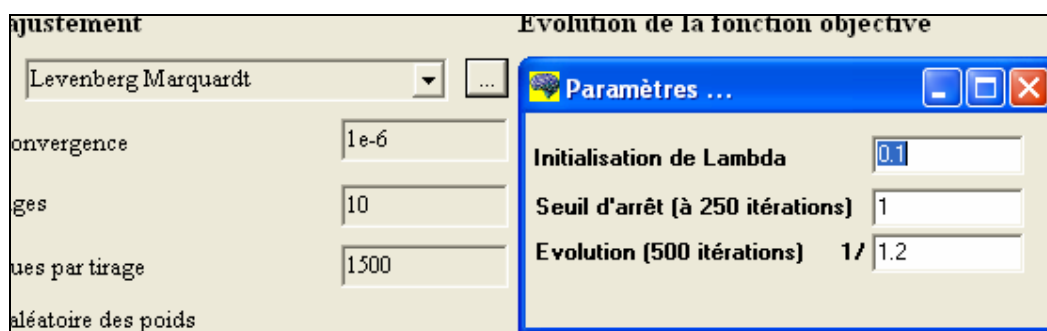 ajustement
Evolution de la fonction objective
Levenberg Marquardt
...
Paramètres ...
onvergence
1e-6
Initialisation de Lambda
0.1
ges
10
Seuil d'arrêt (à 250 itérations)
1
ues par tirage
1500
Evolution (500 itérations) 1/ 1.2
aléatoire des poids